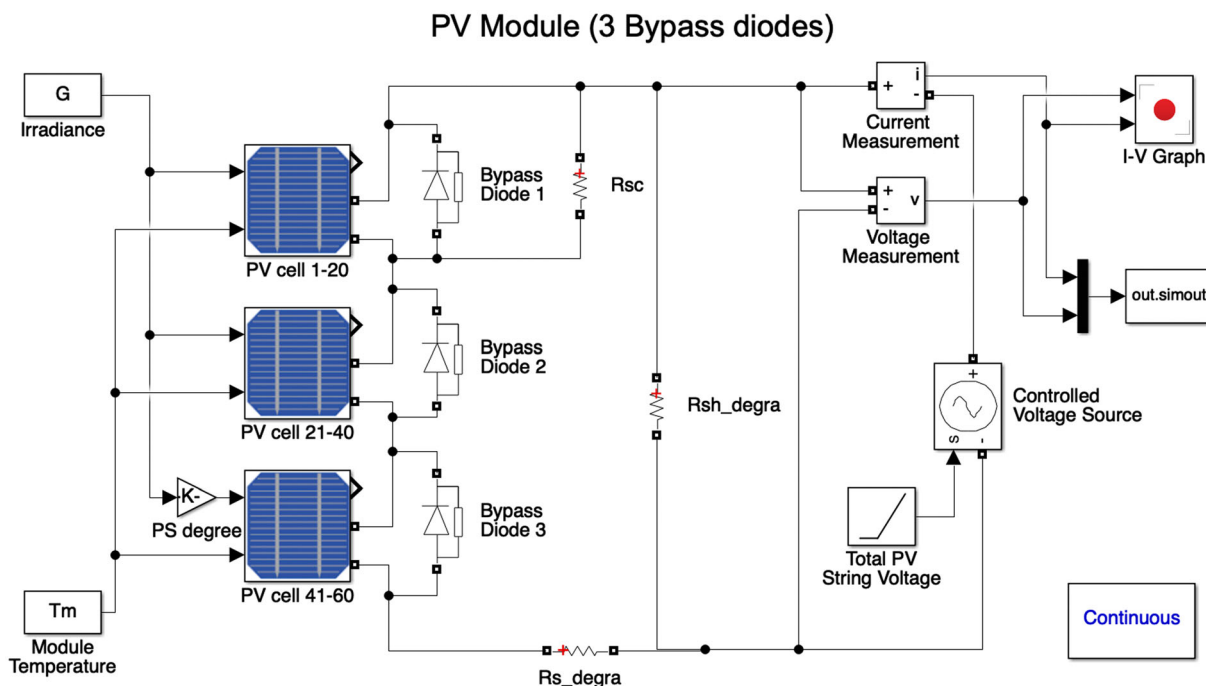 PV Module (3 Bypass diodes)
G
Irradiance
PV cell 1-20
Bypass
Diode 1
Rsc
+
i
-
Current
Measurement
I-V Graph
+
-
v
Voltage
Measurement
PV cell 21-40
Bypass
Diode 2
Rsh_degra
out.simout
+
s
-
Controlled
Voltage Source
-K-
PS degree
PV cell 41-60
Bypass
Diode 3
Total PV
String Voltage
Tm
Module
Temperature
Rs_degra
Continuous